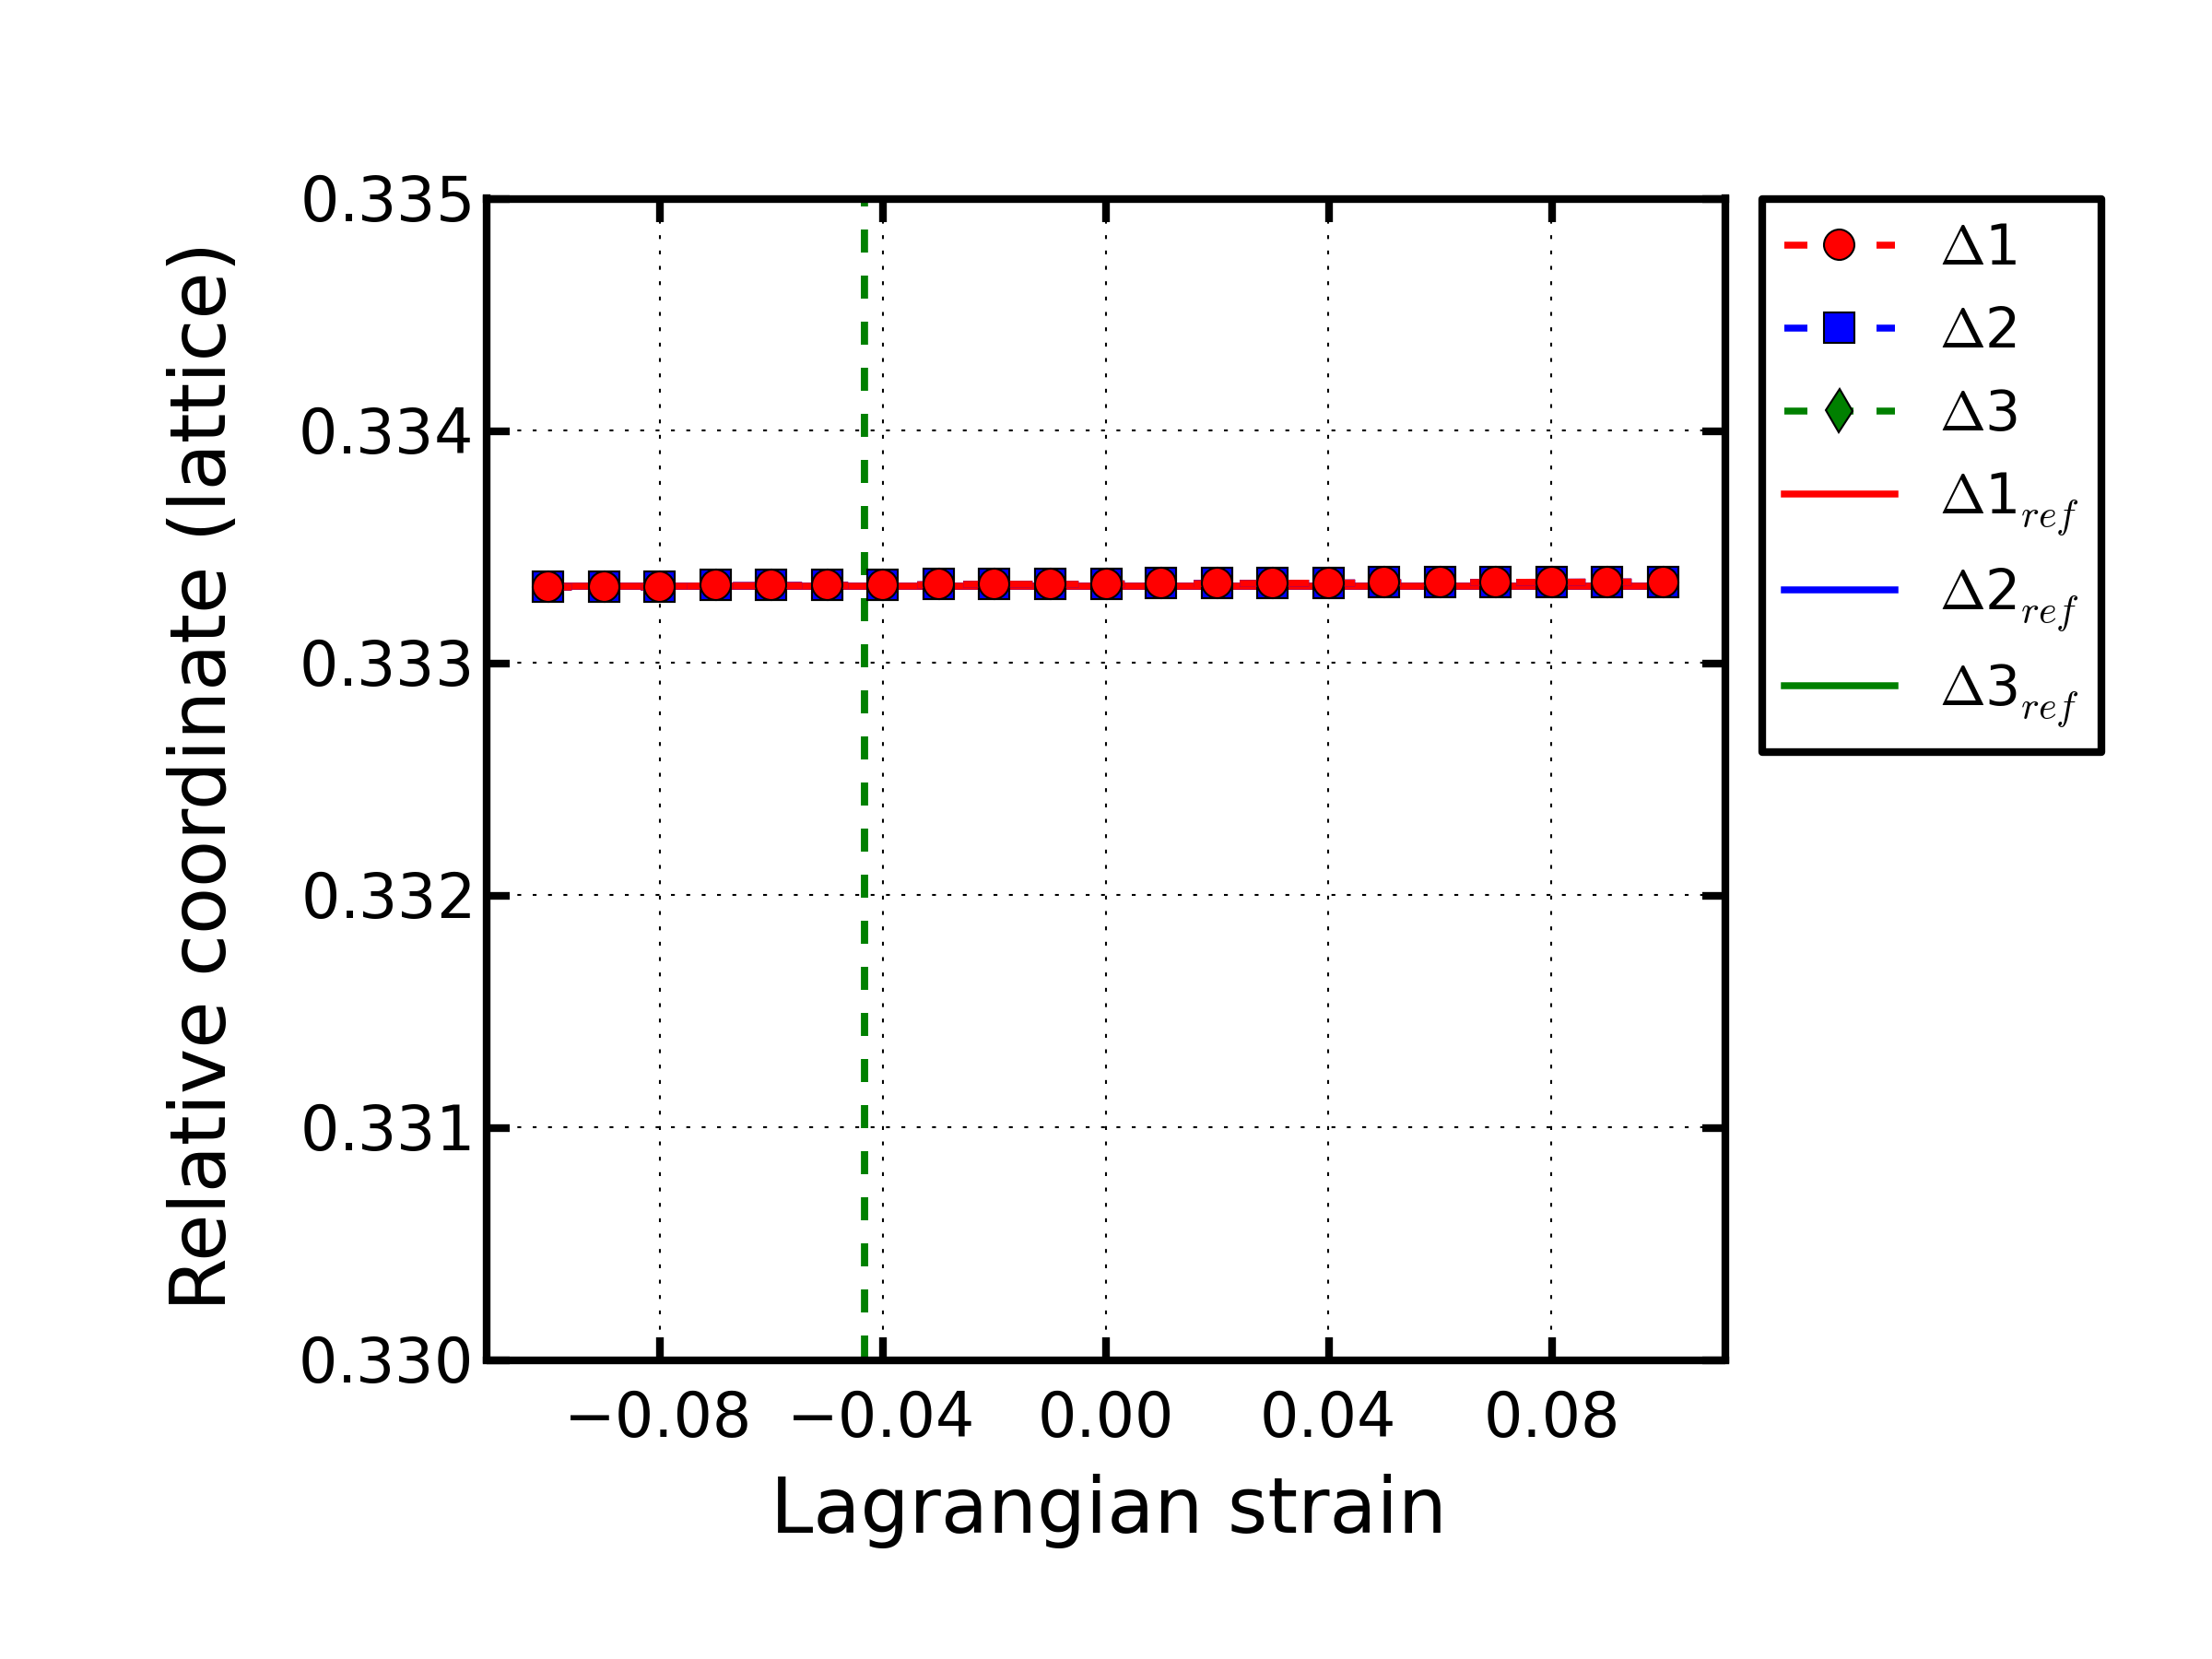 Relative coordinate (lattice)
0.335
0.334
0.333
0.332
0.331
0.330
−0.08 −0.04 0.00 0.04 0.08
Lagrangian strain
Δ1
Δ2
Δ3
Δ1ref
Δ2ref
Δ3ref